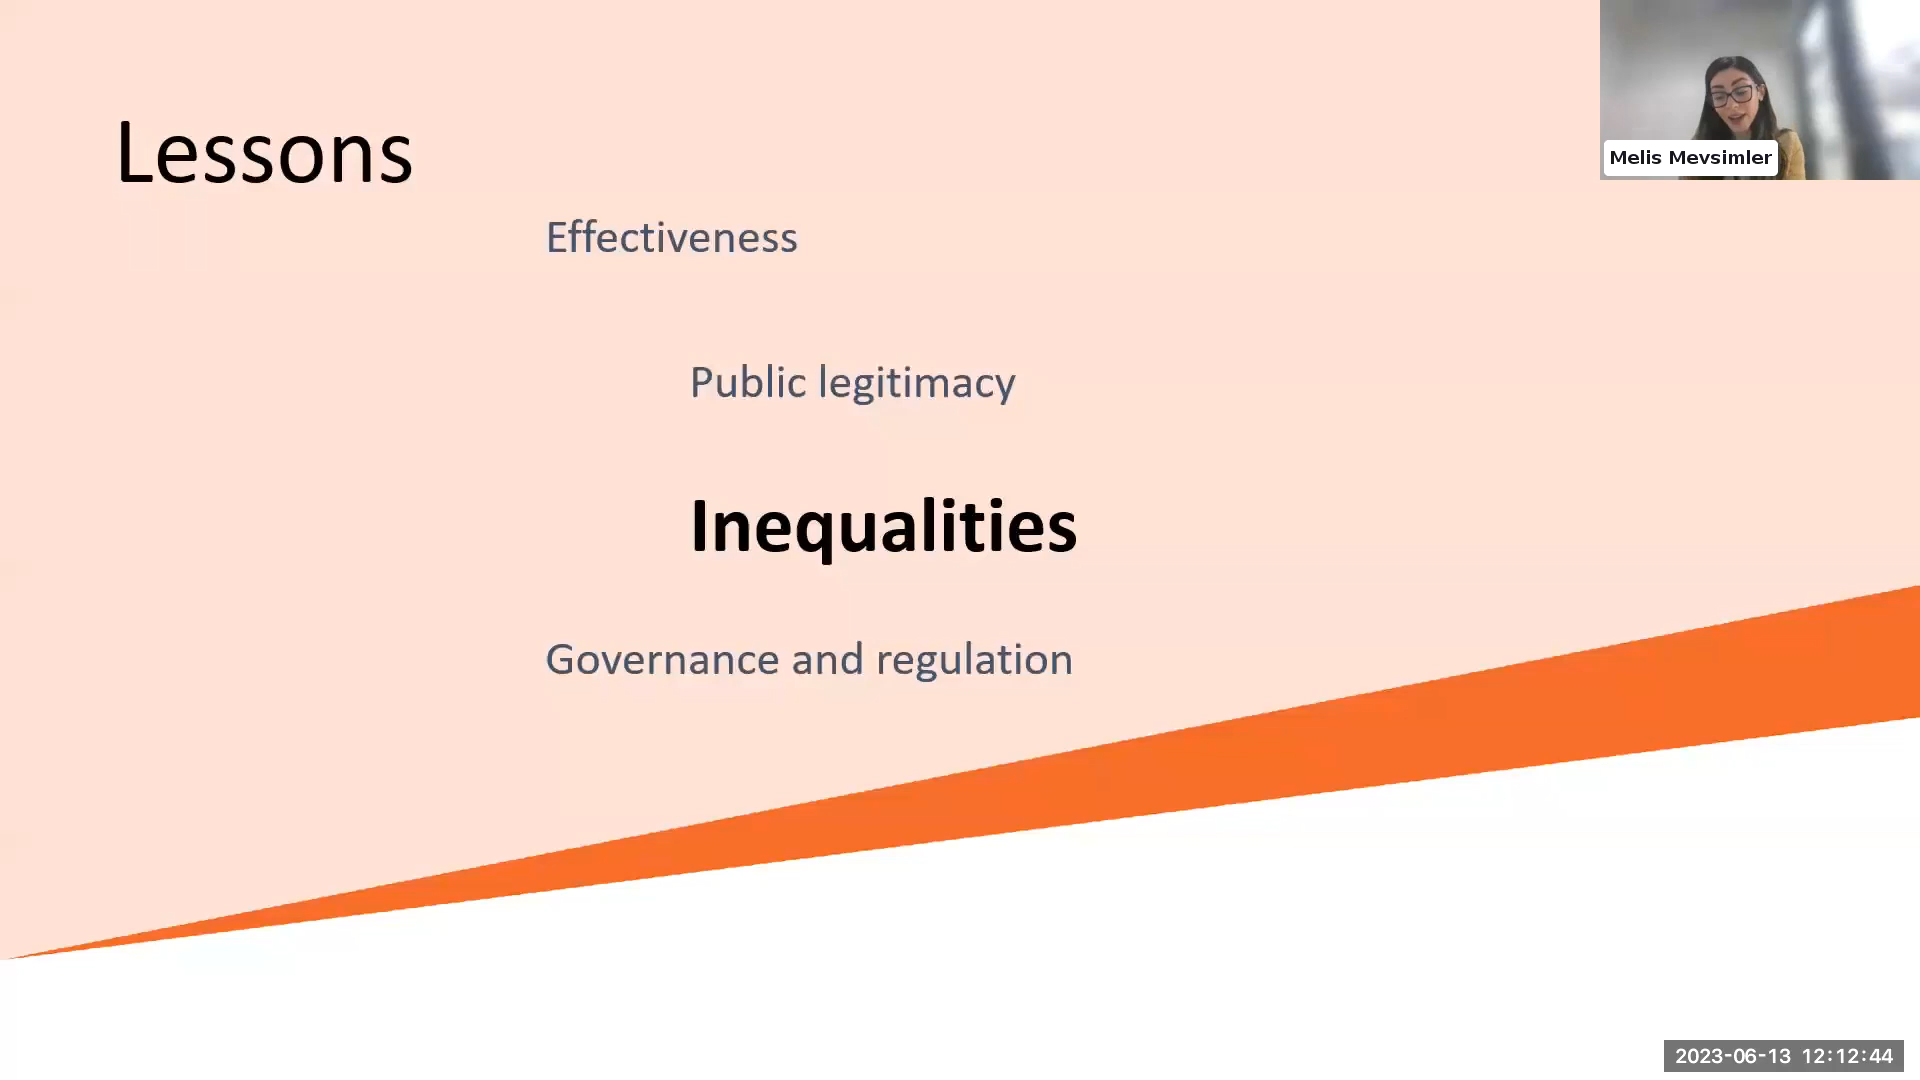 Lessons
Melis Mevsimler
Effectiveness
Public legitimacy
Inequalities
Governance and regulation
2023-06-13 12:12:44